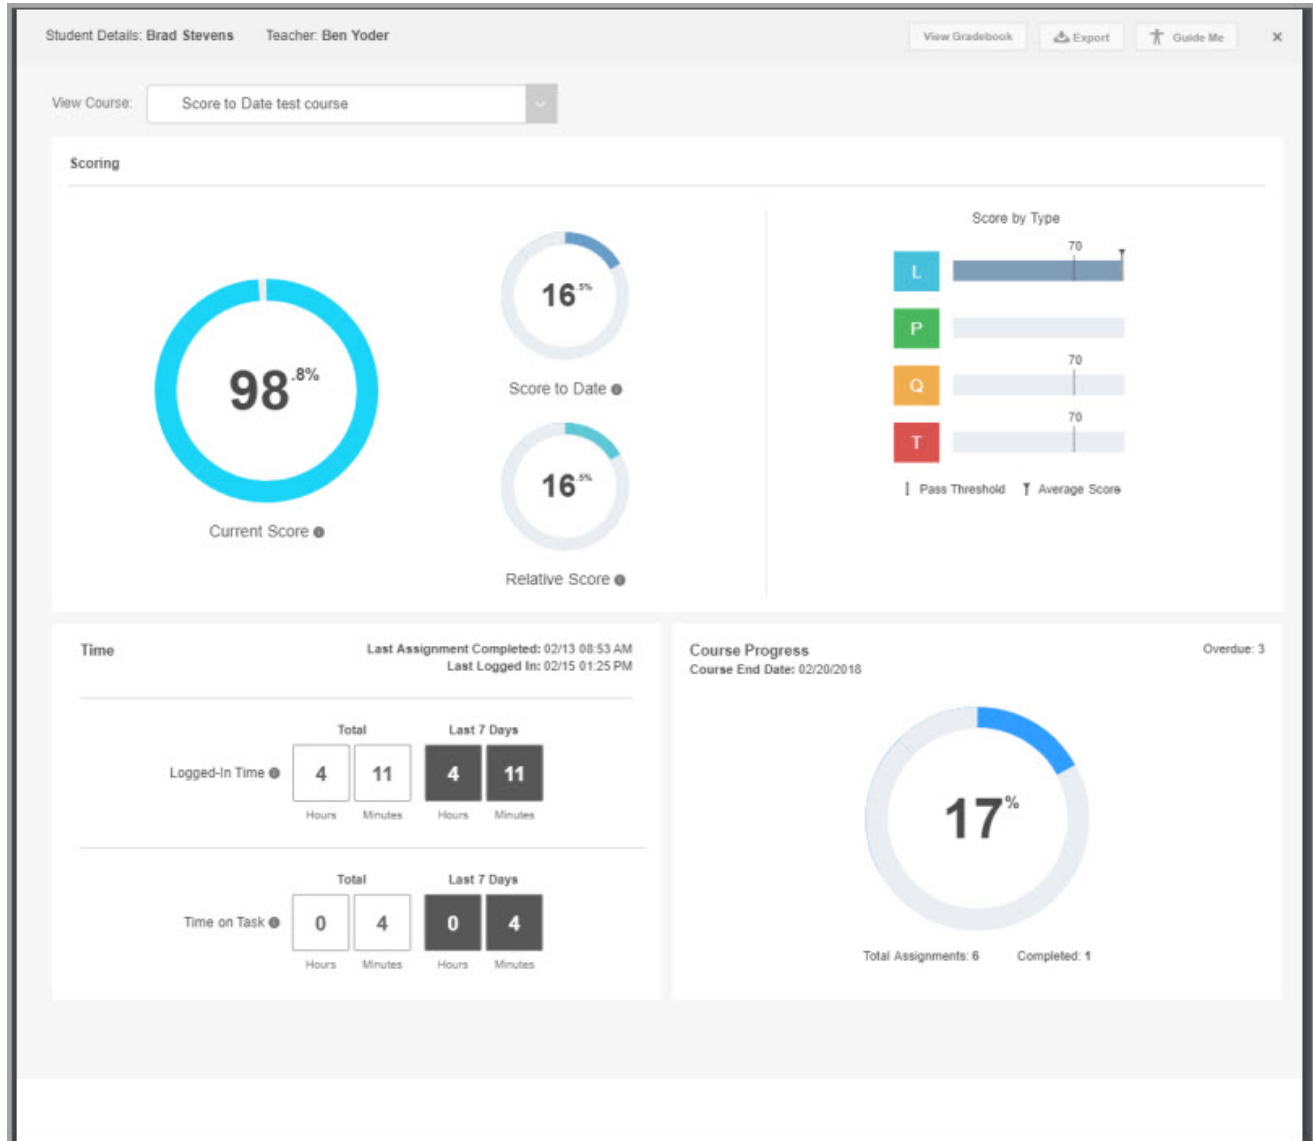 Student Details: Brad Stevens Teacher: Ben Yoder View Gradebook Export Guide Me ×
View Course: Score to Date test course
Scoring
98.8%
Current Score
16.5%
Score to Date
16.5%
Relative Score
Score by Type
70
L
P
70
Q
70
T
Pass Threshold Average Score
Time
Last Assignment Completed: 02/13 08:53 AM
Last Logged In: 02/15 01:25 PM
Total Last 7 Days
Logged-In Time 4 11 4 11
Hours Minutes Hours Minutes
Total Last 7 Days
Time on Task 0 4 0 4
Hours Minutes Hours Minutes
Course Progress Overdue: 3
Course End Date: 02/20/2018
17%
Total Assignments: 6 Completed: 1